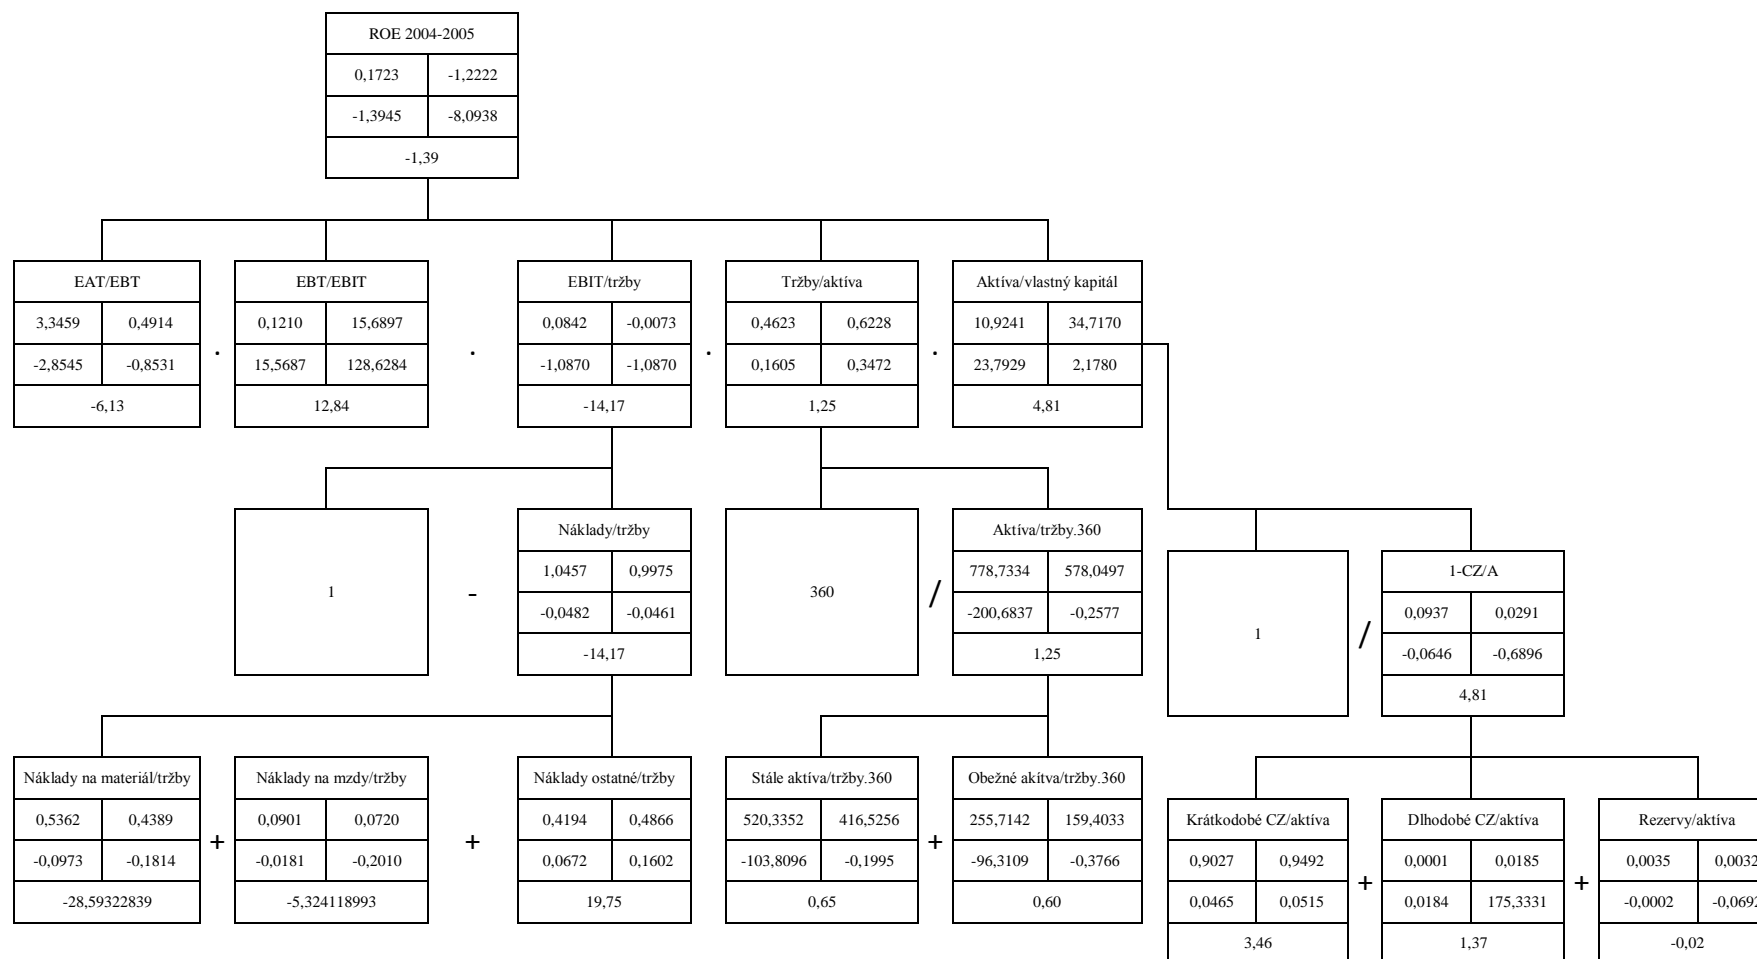 ROE 2004-2005
0,1723 -1,2222
-1,3945 -8,0938
-1,39
EAT/EBT EBT/EBIT EBIT/tržby Tržby/aktíva Aktíva/vlastný kapitál
3,3459 0,4914 0,1210 15,6897 0,0842 -0,0073 0,4623 0,6228 10,9241 34,7170
-2,8545 -0,8531 . 15,5687 128,6284 . -1,0870 -1,0870 . 0,1605 0,3472 . 23,7929 2,1780
-6,13 12,84 -14,17 1,25 4,81
Náklady/tržby Aktíva/tržby.360
1,0457 0,9975 778,7334 578,0497 1-CZ/A
1 - -0,0482 -0,0461 360 / -200,6837 -0,2577 0,0937 0,0291
-14,17 1,25 1 / -0,0646 -0,6896
4,81
Náklady na materiál/tržby Náklady na mzdy/tržby Náklady ostatné/tržby Stále aktíva/tržby.360 Obežné akítva/tržby.360
0,5362 0,4389 0,0901 0,0720 0,4194 0,4866 520,3352 416,5256 255,7142 159,4033 Krátkodobé CZ/aktíva Dlhodobé CZ/aktíva Rezervy/aktíva
-0,0973 -0,1814 + -0,0181 -0,2010 + 0,0672 0,1602 -103,8096 -0,1995 + -96,3109 -0,3766 0,9027 0,9492 0,0001 0,0185 0,0035 0,0032
-28,59322839 -5,324118993 19,75 0,65 0,60 0,0465 0,0515 + 0,0184 175,3331 + -0,0002 -0,0692
3,46 1,37 -0,02